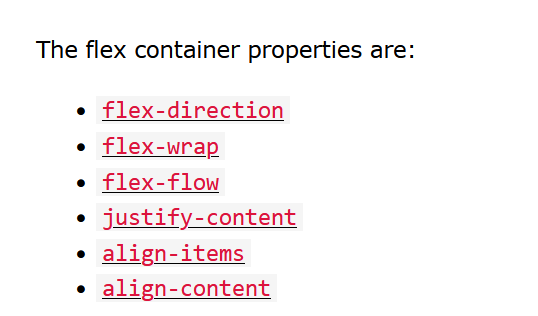 The flex container properties are:
flex-direction
flex-wrap
flex-flow
justify-content
align-items
align-content